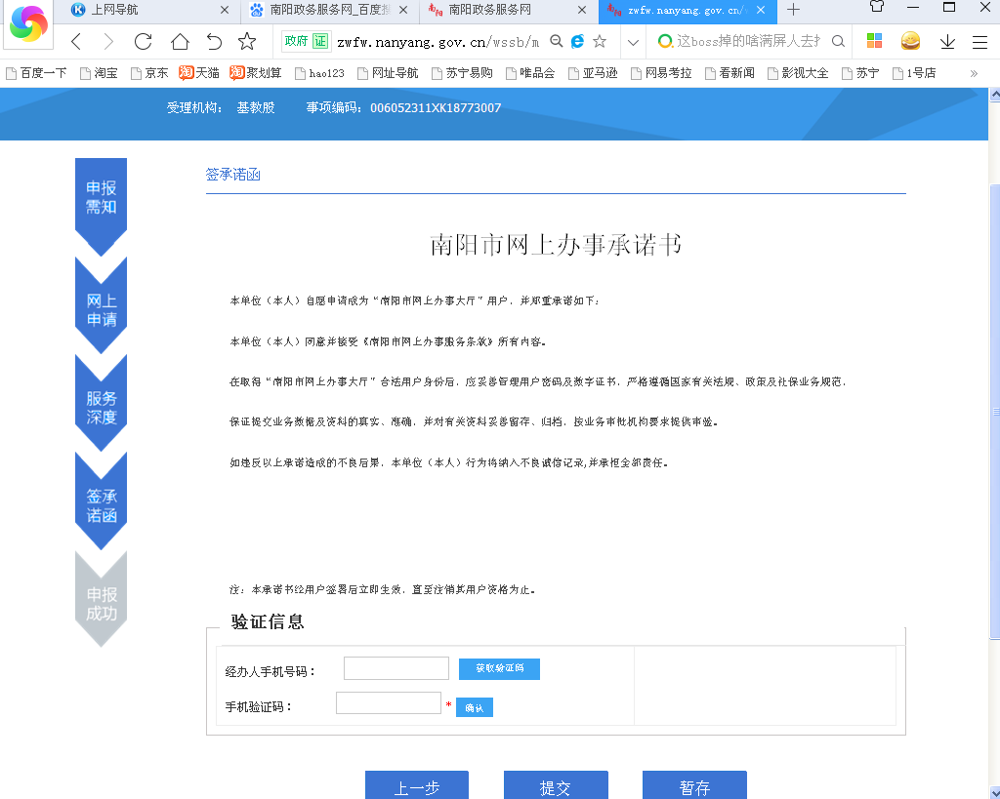 上网导航
南阳政务服务网_百度搜
南阳政务服务网
zwfw.nanyang.gov.cn/
政府 证 zwfw.nanyang.gov.cn/wssb/m
这boss掉的啥满屏人去抄
百度一下 淘宝 京东 天猫 聚划算 hao123 网址导航 苏宁易购 唯品会 亚马逊 网易考拉 看新闻 影视大全 苏宁 1号店 »
受理机构： 基教股 事项编码：006052311XK18773007
申报
需知
网上
申请
服务
深度
签承
诺函
申报
成功
签承诺函
南阳市网上办事承诺书
本单位（本人）自愿申请成为“南阳市网上办事大厅”用户，并郑重承诺如下：
本单位（本人）同意并接受《南阳市网上办事服务条款》所有内容。
在取得“南阳市网上办事大厅”合法用户身份后，应妥善管理用户密码及数字证书，严格遵循国家有关法规、政策及社保业务规范，
保证提交业务数据及资料的真实、准确，并对有关资料妥善留存、归档，按业务审批机构要求提供审验。
如违反以上承诺造成的不良后果，本单位（本人）行为将纳入不良诚信记录,并承担全部责任。
注：本承诺书经用户签署后立即生效，直至注销其用户资格为止。
验证信息
经办人手机号码： 获取验证码
手机验证码： * 确认
上一步 提交 暂存